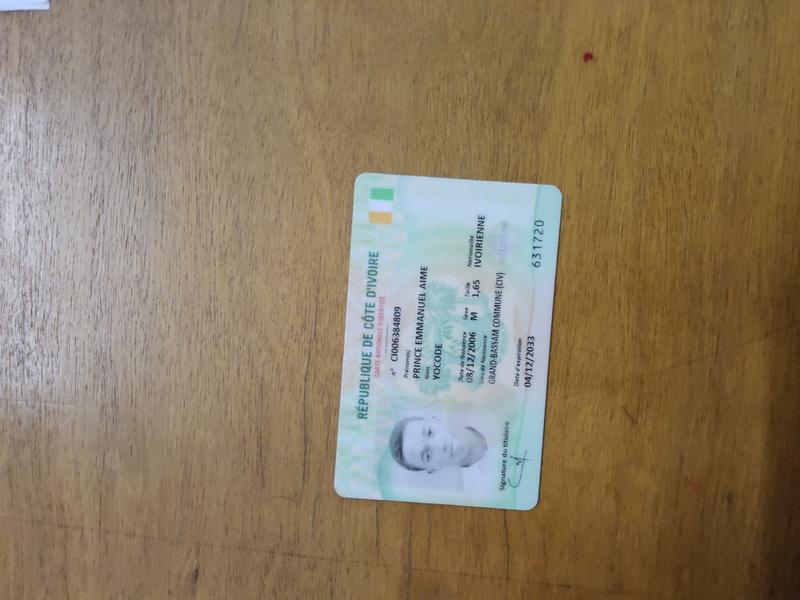 RÉPUBLIQUE DE CÔTE D'IVOIRE
CARTE NATIONALE D'IDENTITÉ
n° CI006384809
Prénom(s)
PRINCE EMMANUEL AIME
Nom
YOCODE
Date de Naissance Sexe Taille Nationalité
08/12/2006 M 1,65 IVOIRIENNE
Lieu de Naissance
GRAND-BASSAM COMMUNE (CIV)
Date d'expiration
04/12/2033
631720
Signature du titulaire